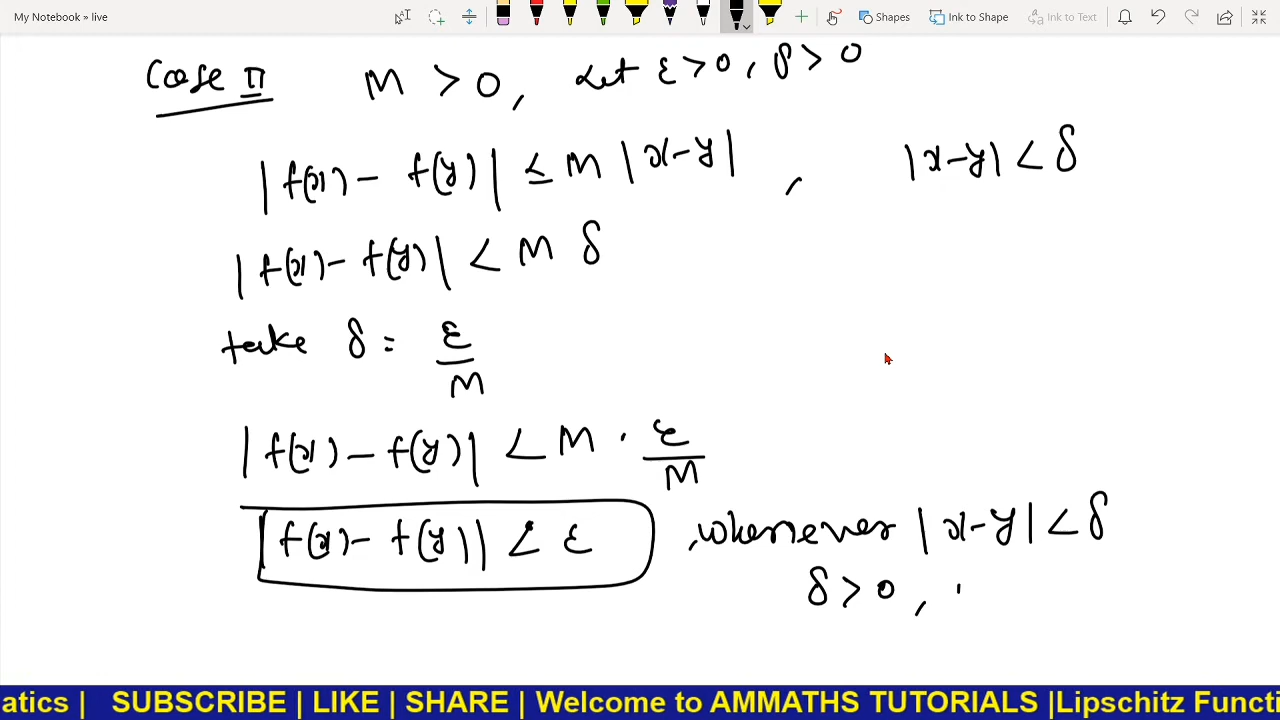 My Notebook » live
Shapes
Ink to Shape
Ink to Text
Case II M > 0, Let ε > 0, δ > 0
|f(x) - f(y)| ≤ M |x-y| , |x-y| < δ
|f(x) - f(y)| < M δ
take δ = ε/M
|f(x) - f(y)| < M · ε/M
|f(x) - f(y)| < ε , whenever |x-y| < δ
δ > 0 ,
atics | SUBSCRIBE | LIKE | SHARE | Welcome to AMMATHS TUTORIALS |Lipschitz Functi